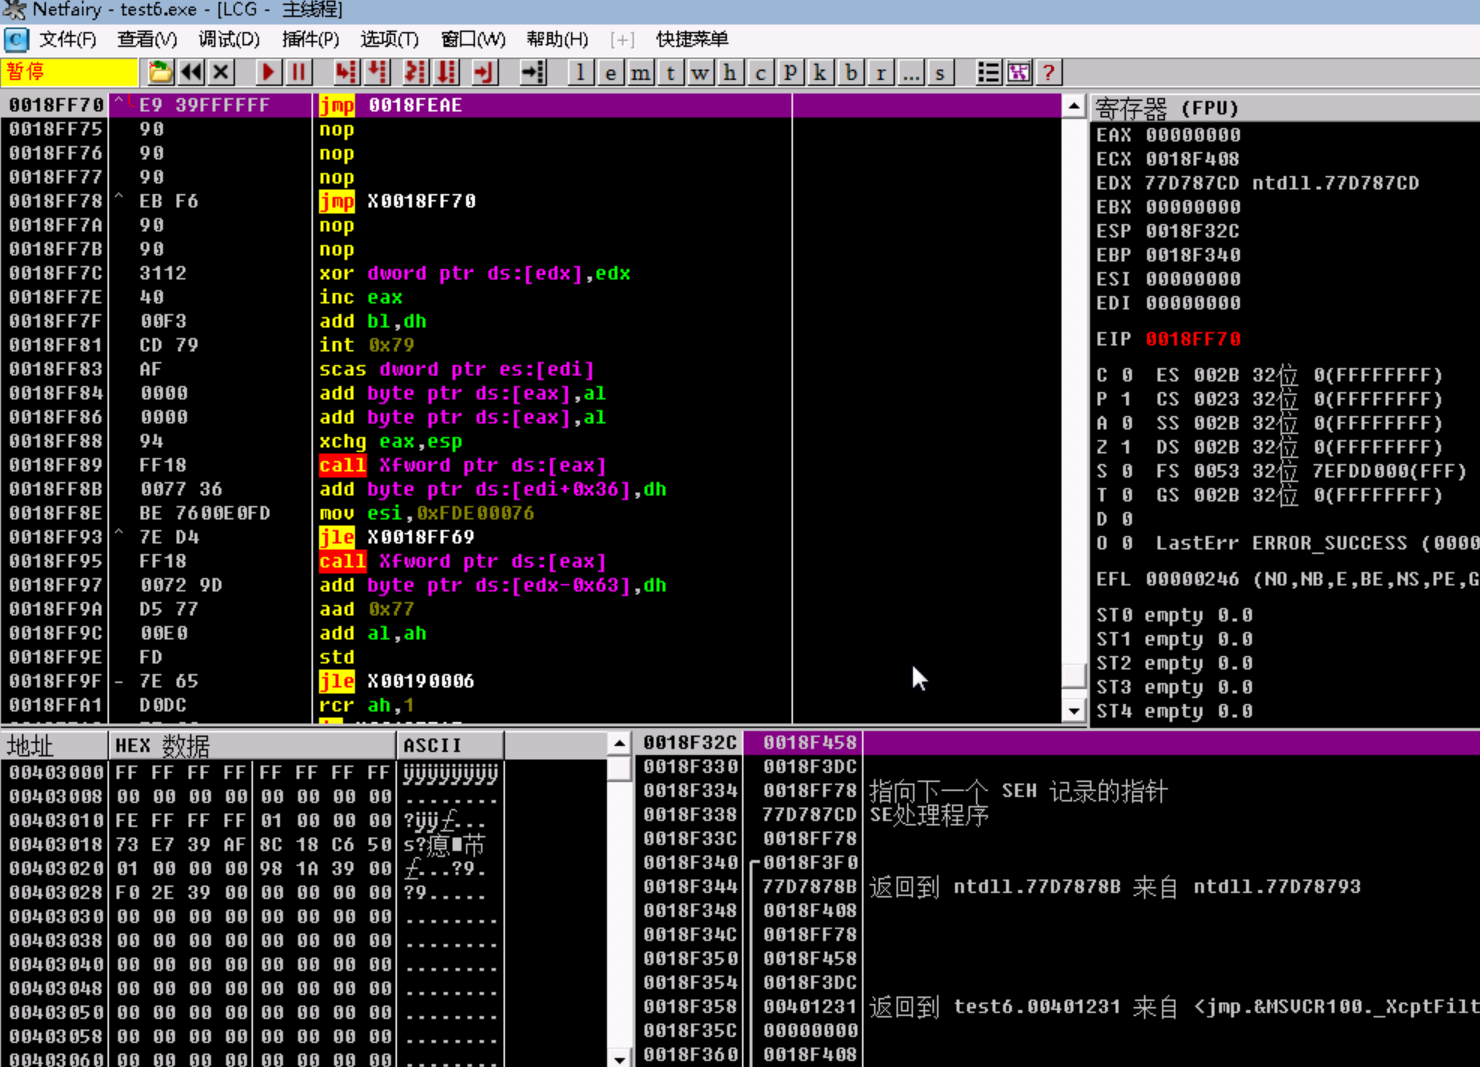 Netfairy - test6.exe - [LCG - 主线程]
C 文件(F) 查看(V) 调试(D) 插件(P) 选项(T) 窗口(W) 帮助(H) [+] 快捷菜单
暂停 l e m t w h c P k b r ... s ?
0018FF70 ^ E9 39FFFFFF jmp 0018FEAE
0018FF75 90 nop
0018FF76 90 nop
0018FF77 90 nop
0018FF78 ^ EB F6 jmp X0018FF70
0018FF7A 90 nop
0018FF7B 90 nop
0018FF7C 3112 xor dword ptr ds:[edx],edx
0018FF7E 40 inc eax
0018FF7F 00F3 add bl,dh
0018FF81 CD 79 int 0x79
0018FF83 AF scas dword ptr es:[edi]
0018FF84 0000 add byte ptr ds:[eax],al
0018FF86 0000 add byte ptr ds:[eax],al
0018FF88 94 xchg eax,esp
0018FF89 FF18 call Xfword ptr ds:[eax]
0018FF8B 0077 36 add byte ptr ds:[edi+0x36],dh
0018FF8E BE 7600E0FD mov esi,0xFDE00076
0018FF93 ^ 7E D4 jle X0018FF69
0018FF95 FF18 call Xfword ptr ds:[eax]
0018FF97 0072 9D add byte ptr ds:[edx-0x63],dh
0018FF9A D5 77 aad 0x77
0018FF9C 00E0 add al,ah
0018FF9E FD std
0018FF9F - 7E 65 jle X00190006
0018FFA1 D0DC rcr ah,1
寄存器 (FPU)
EAX 00000000
ECX 0018F408
EDX 77D787CD ntdll.77D787CD
EBX 00000000
ESP 0018F32C
EBP 0018F340
ESI 00000000
EDI 00000000
EIP 0018FF70
C 0 ES 002B 32位 0(FFFFFFFF)
P 1 CS 0023 32位 0(FFFFFFFF)
A 0 SS 002B 32位 0(FFFFFFFF)
Z 1 DS 002B 32位 0(FFFFFFFF)
S 0 FS 0053 32位 7EFDD000(FFF)
T 0 GS 002B 32位 0(FFFFFFFF)
D 0
O 0 LastErr ERROR_SUCCESS (0000
EFL 00000246 (NO,NB,E,BE,NS,PE,G
ST0 empty 0.0
ST1 empty 0.0
ST2 empty 0.0
ST3 empty 0.0
ST4 empty 0.0
地址 HEX 数据 ASCII
00403000 FF FF FF FF FF FF FF FF ÿÿÿÿÿÿÿÿ
00403008 00 00 00 00 00 00 00 00 ........
00403010 FE FF FF FF 01 00 00 00 ?ÿÿ£...
00403018 73 E7 39 AF 8C 18 C6 50
00403020 01 00 00 00 98 1A 39 00 £...?9.
00403028 F0 2E 39 00 00 00 00 00 ?9.....
00403030 00 00 00 00 00 00 00 00 ........
00403038 00 00 00 00 00 00 00 00 ........
00403040 00 00 00 00 00 00 00 00 ........
00403048 00 00 00 00 00 00 00 00 ........
00403050 00 00 00 00 00 00 00 00 ........
00403058 00 00 00 00 00 00 00 00 ........
00403060 00 00 00 00 00 00 00 00 ........
0018F32C 0018F458
0018F330 0018F3DC
0018F334 0018FF78 指向下一个 SEH 记录的指针
0018F338 77D787CD SE处理程序
0018F33C 0018FF78
0018F340 0018F3F0
0018F344 77D7878B 返回到 ntdll.77D7878B 来自 ntdll.77D78793
0018F348 0018F408
0018F34C 0018FF78
0018F350 0018F458
0018F354 0018F3DC
0018F358 00401231 返回到 test6.00401231 来自 <jmp.&MSVCR100._XcptFilt
0018F35C 00000000
0018F360 0018F408